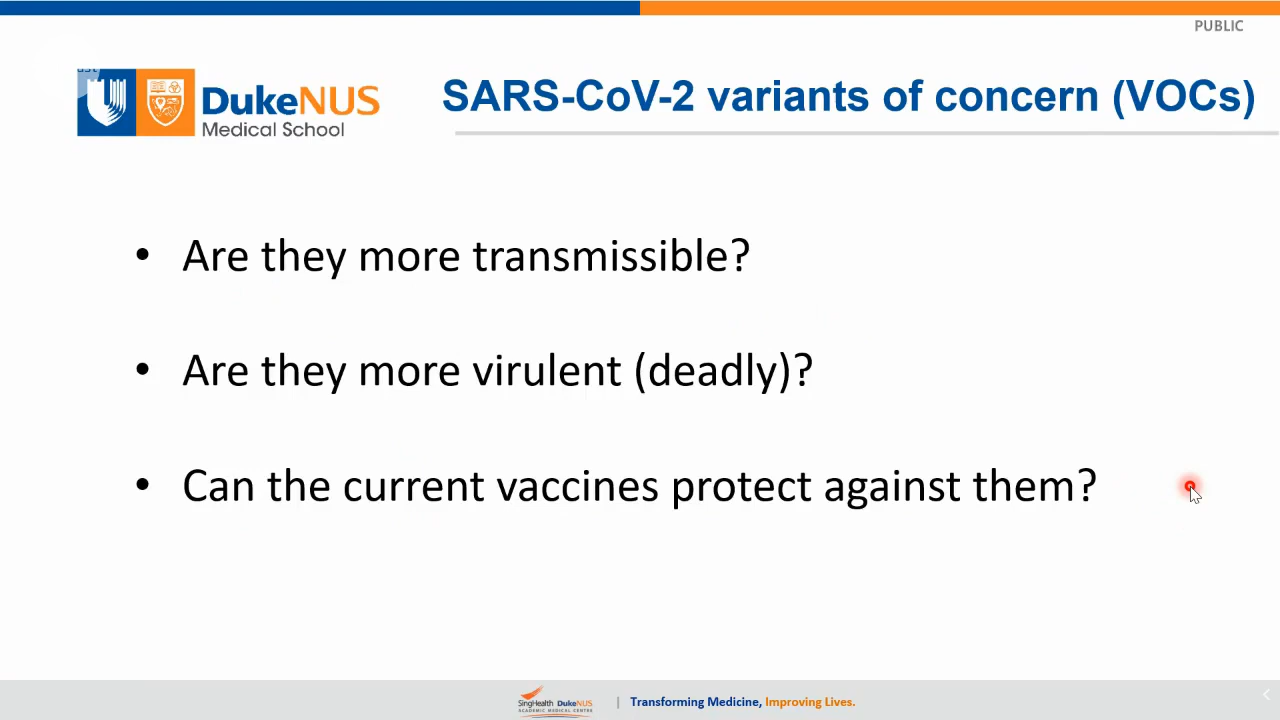 PUBLIC
DukeNUS
Medical School
SARS-CoV-2 variants of concern (VOCs)
• Are they more transmissible?
• Are they more virulent (deadly)?
• Can the current vaccines protect against them?
SingHealth DukeNUS
ACADEMIC MEDICAL CENTRE
| Transforming Medicine, Improving Lives.